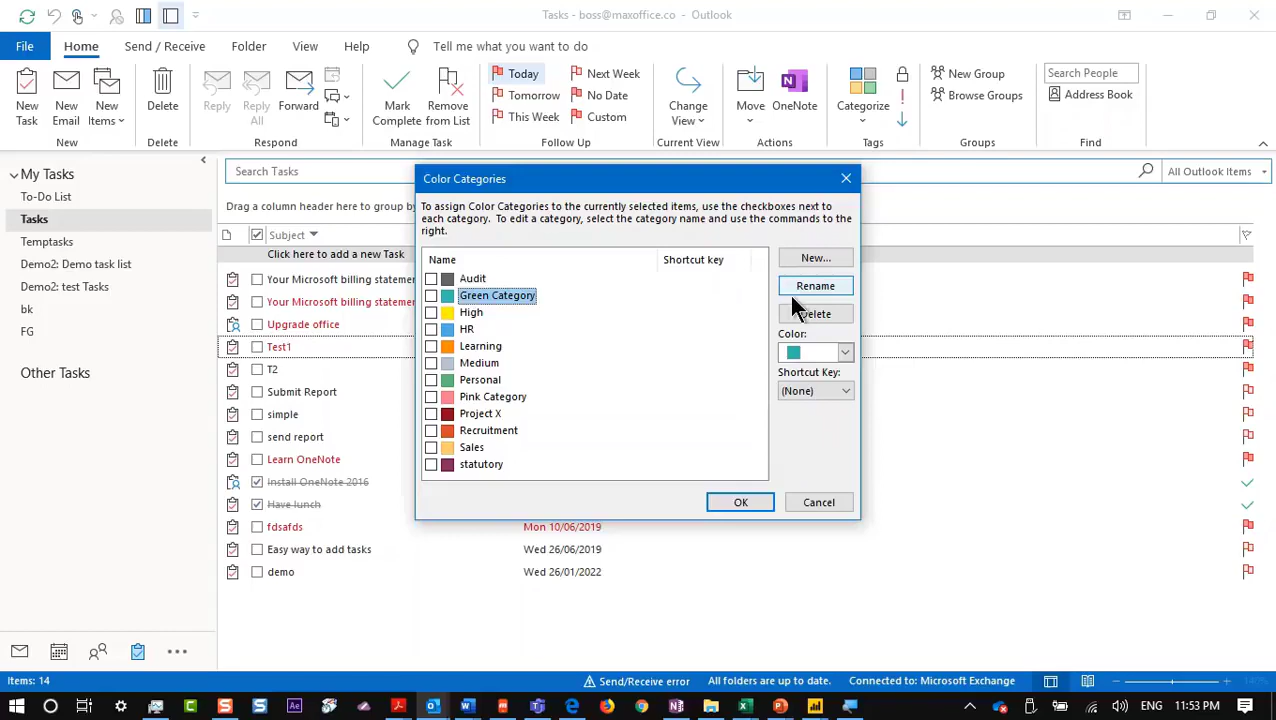 Tasks - boss@maxoffice.co - Outlook
File Home Send / Receive Folder View Help Tell me what you want to do
New Task
New Email
New Items
Delete
Reply
Reply All
Forward
Mark Complete
Remove from List
Today
Tomorrow
This Week
Next Week
No Date
Custom
Change View
Move
OneNote
Categorize
New Group
Browse Groups
Search People
Address Book
New Delete Respond Manage Task Follow Up Current View Actions Tags Groups Find
My Tasks
To-Do List
Tasks
Temptasks
Demo2: Demo task list
Demo2: test Tasks
bk
FG
Other Tasks
Search Tasks
All Outlook Items
Drag a column header here to group by
Subject
Click here to add a new Task
Your Microsoft billing statemen
Your Microsoft billing statemen
Upgrade office
Test1
T2
Submit Report
simple
send report
Learn OneNote
Install OneNote 2016
Have lunch
fdsafds Mon 10/06/2019
Easy way to add tasks Wed 26/06/2019
demo Wed 26/01/2022
Color Categories
To assign Color Categories to the currently selected items, use the checkboxes next to
each category. To edit a category, select the category name and use the commands to the
right.
Name Shortcut key
Audit
Green Category
High
HR
Learning
Medium
Personal
Pink Category
Project X
Recruitment
Sales
statutory
New...
Rename
Color:
Shortcut Key:
(None)
OK Cancel
Items: 14 Send/Receive error All folders are up to date. Connected to: Microsoft Exchange
11:53 PM